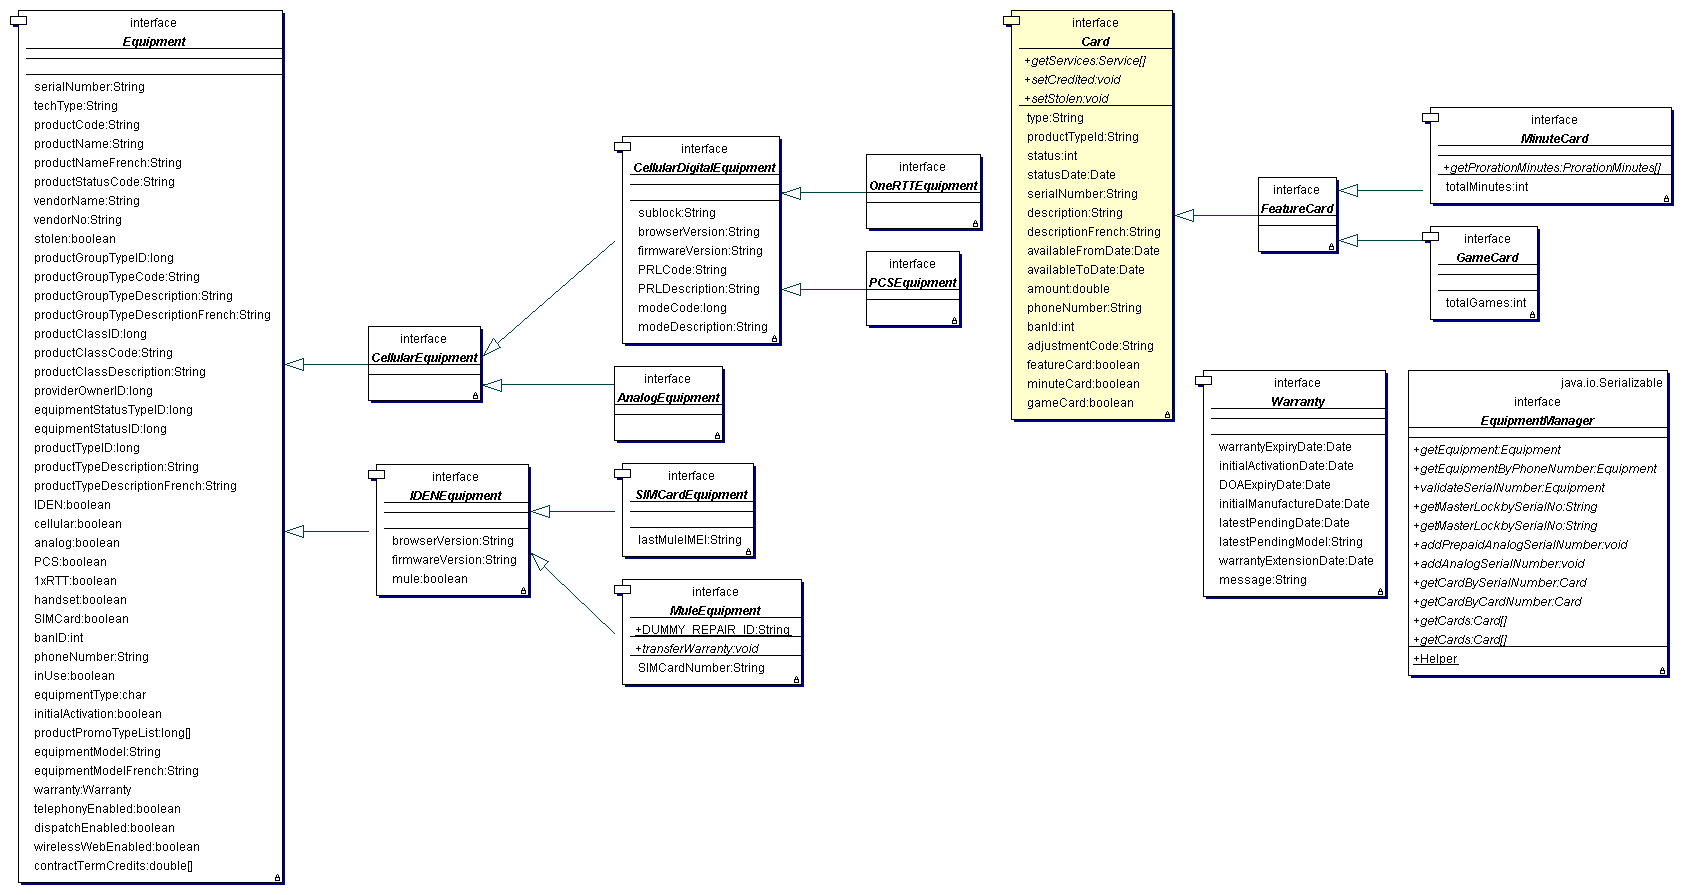 interface
Equipment
serialNumber:String
techType:String
productCode:String
productName:String
productNameFrench:String
productStatusCode:String
vendorName:String
vendorNo:String
stolen:boolean
productGroupTypeID:long
productGroupTypeCode:String
productGroupTypeDescription:String
productGroupTypeDescriptionFrench:String
productClassID:long
productClassCode:String
productClassDescription:String
providerOwnerID:long
equipmentStatusTypeID:long
equipmentStatusID:long
productTypeID:long
productTypeDescription:String
productTypeDescriptionFrench:String
IDEN:boolean
cellular:boolean
analog:boolean
PCS:boolean
1xRTT:boolean
handset:boolean
SIMCard:boolean
banID:int
phoneNumber:String
inUse:boolean
equipmentType:char
initialActivation:boolean
productPromoTypeList:long[]
equipmentModel:String
equipmentModelFrench:String
warranty:Warranty
telephonyEnabled:boolean
dispatchEnabled:boolean
wirelessWebEnabled:boolean
contractTermCredits:double[]
interface
CellularEquipment
interface
IDENEquipment
browserVersion:String
firmwareVersion:String
mule:boolean
interface
CellularDigitalEquipment
sublock:String
browserVersion:String
firmwareVersion:String
PRLCode:String
PRLDescription:String
modeCode:long
modeDescription:String
interface
AnalogEquipment
interface
SIMCardEquipment
lastMuleIMEI:String
interface
MuleEquipment
+DUMMY_REPAIR_ID:String
+transferWarranty:void
SIMCardNumber:String
interface
OneRTTEquipment
interface
PCSEquipment
interface
Card
+getServices:Service[]
+setCredited:void
+setStolen:void
type:String
productTypeId:String
status:int
statusDate:Date
serialNumber:String
description:String
descriptionFrench:String
availableFromDate:Date
availableToDate:Date
amount:double
phoneNumber:String
banId:int
adjustmentCode:String
featureCard:boolean
minuteCard:boolean
gameCard:boolean
interface
FeatureCard
interface
MinuteCard
+getProrationMinutes:ProrationMinutes[]
totalMinutes:int
interface
GameCard
totalGames:int
interface
Warranty
warrantyExpiryDate:Date
initialActivationDate:Date
DOAExpiryDate:Date
initialManufactureDate:Date
latestPendingDate:Date
latestPendingModel:String
warrantyExtensionDate:Date
message:String
java.io.Serializable
interface
EquipmentManager
+getEquipment:Equipment
+getEquipmentByPhoneNumber:Equipment
+validateSerialNumber:Equipment
+getMasterLockbySerialNo:String
+getMasterLockbySerialNo:String
+addPrepaidAnalogSerialNumber:void
+addAnalogSerialNumber:void
+getCardBySerialNumber:Card
+getCardByCardNumber:Card
+getCards:Card[]
+getCards:Card[]
+Helper